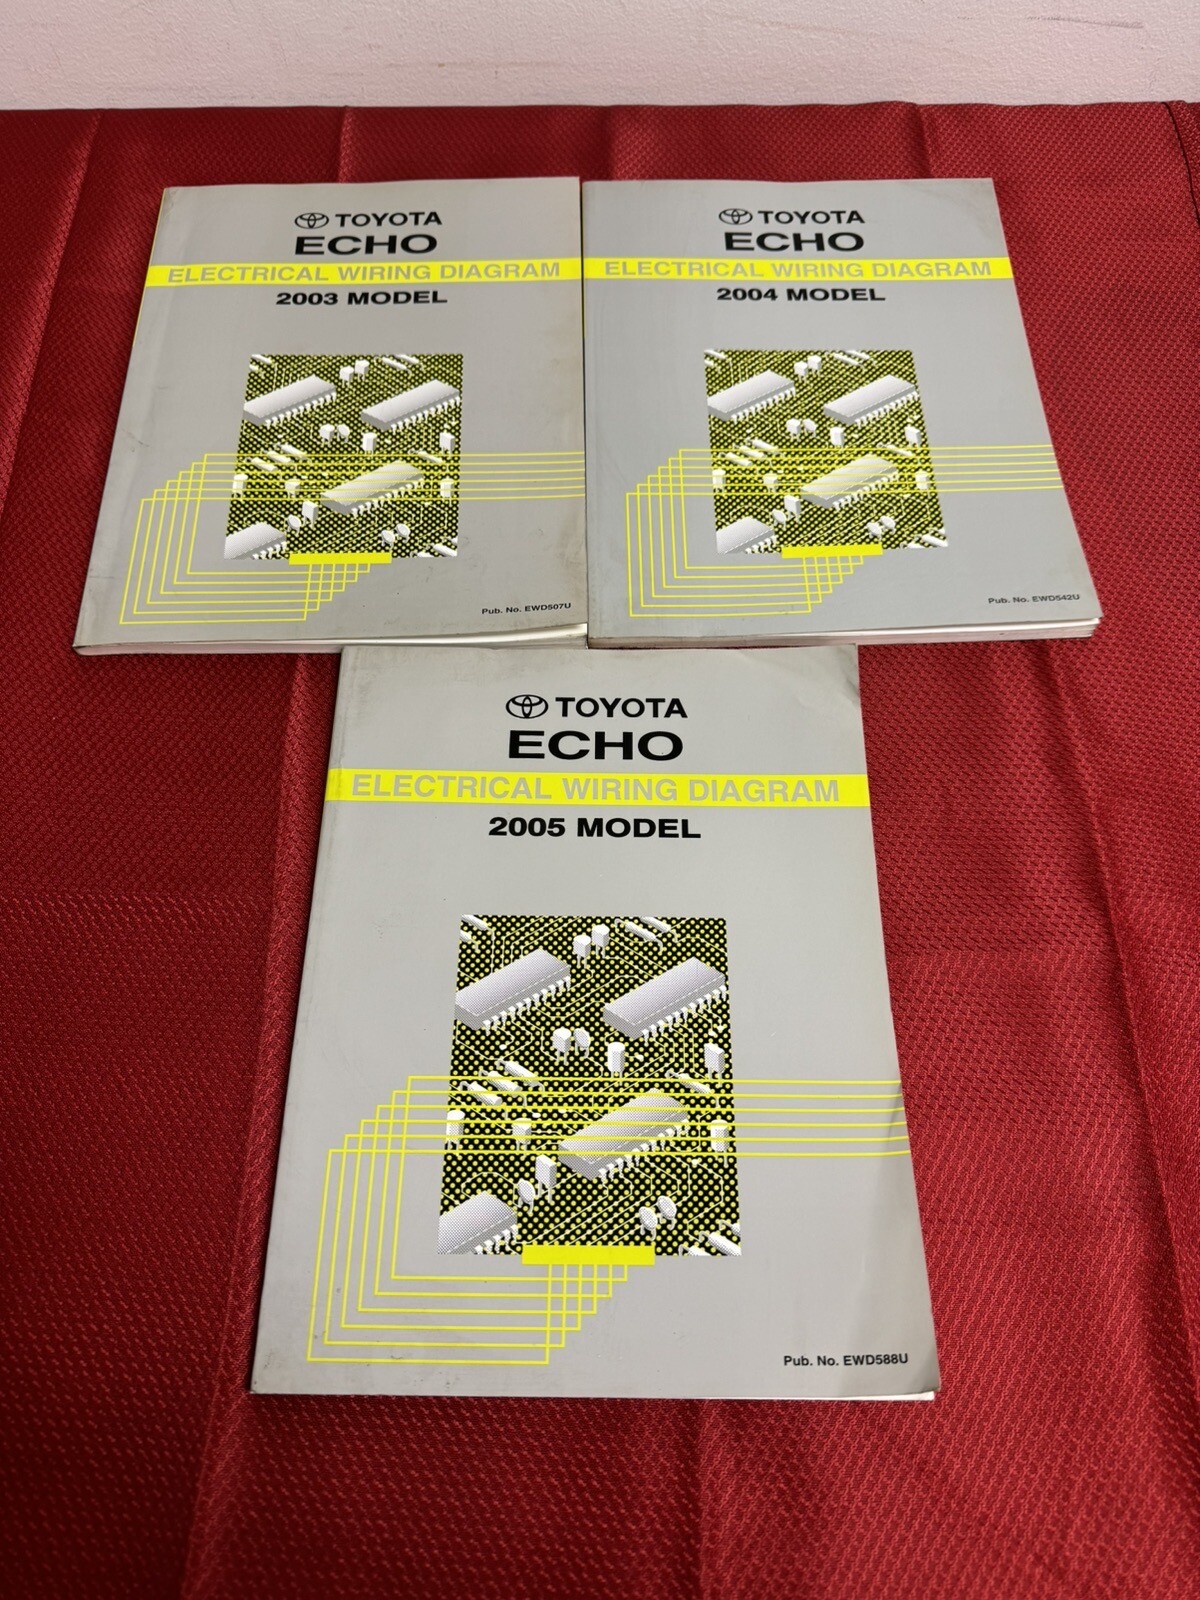 TOYOTA
ECHO
ELECTRICAL WIRING DIAGRAM
2003 MODEL
Pub. No. EWD507U
TOYOTA
ECHO
ELECTRICAL WIRING DIAGRAM
2004 MODEL
Pub. No. EWD542U
TOYOTA
ECHO
ELECTRICAL WIRING DIAGRAM
2005 MODEL
Pub. No. EWD588U